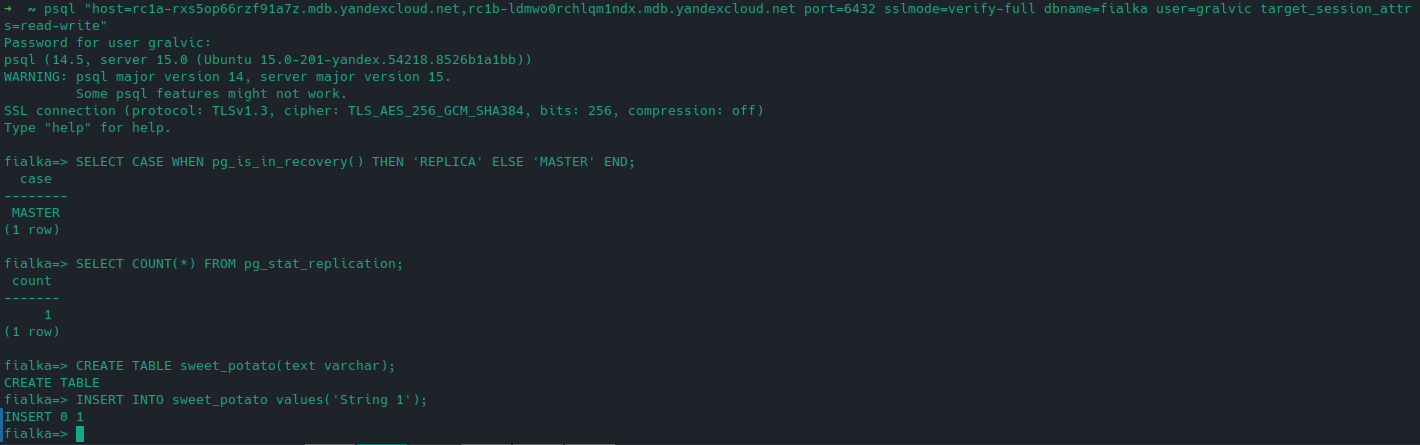 ➜  ~ psql "host=rc1a-rxs5op66rzf91a7z.mdb.yandexcloud.net,rc1b-ldmwo0rchlqm1ndx.mdb.yandexcloud.net port=6432 sslmode=verify-full dbname=fialka user=gralvic target_session_attr
s=read-write"
Password for user gralvic:
psql (14.5, server 15.0 (Ubuntu 15.0-201-yandex.54218.8526b1a1bb))
WARNING: psql major version 14, server major version 15.
         Some psql features might not work.
SSL connection (protocol: TLSv1.3, cipher: TLS_AES_256_GCM_SHA384, bits: 256, compression: off)
Type "help" for help.

fialka=> SELECT CASE WHEN pg_is_in_recovery() THEN 'REPLICA' ELSE 'MASTER' END;
  case
--------
 MASTER
(1 row)

fialka=> SELECT COUNT(*) FROM pg_stat_replication;
 count
-------
     1
(1 row)

fialka=> CREATE TABLE sweet_potato(text varchar);
CREATE TABLE
fialka=> INSERT INTO sweet_potato values('String 1');
INSERT 0 1
fialka=>